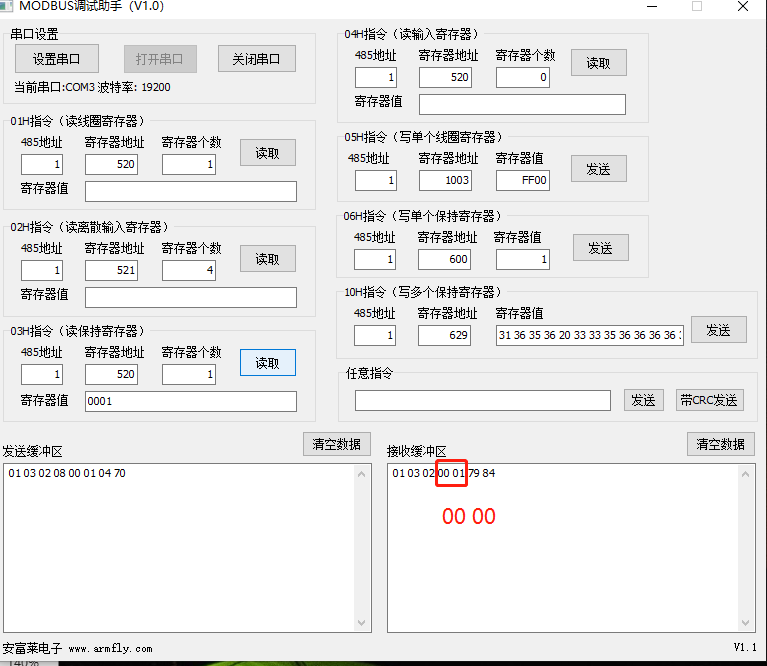 MODBUS调试助手（V1.0）
串口设置
设置串口 打开串口 关闭串口
当前串口:COM3 波特率: 19200
01H指令（读线圈寄存器）
485地址 寄存器地址 寄存器个数
1 520 1 读取
寄存器值
02H指令（读离散输入寄存器）
485地址 寄存器地址 寄存器个数
1 521 4 读取
寄存器值
03H指令（读保持寄存器）
485地址 寄存器地址 寄存器个数
1 520 1 读取
寄存器值 0001
04H指令（读输入寄存器）
485地址 寄存器地址 寄存器个数
1 520 0 读取
寄存器值
05H指令（写单个线圈寄存器）
485地址 寄存器地址 寄存器值
1 1003 FF00 发送
06H指令（写单个保持寄存器）
485地址 寄存器地址 寄存器值
1 600 1 发送
10H指令（写多个保持寄存器）
485地址 寄存器地址 寄存器值
1 629 31 36 35 36 20 33 33 35 36 36 36 36 发送
任意指令
发送 带CRC发送
发送缓冲区 清空数据
01 03 02 08 00 01 04 70
接收缓冲区 清空数据
01 03 02 00 01 79 84
00 00
安富莱电子 www.armfly.com V1.1